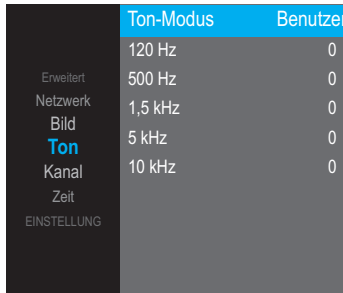 Erweitert
Netzwerk
Bild
Ton
Kanal
Zeit
EINSTELLUNG
Ton-Modus Benutzer
120 Hz 0
500 Hz 0
1,5 kHz 0
5 kHz 0
10 kHz 0